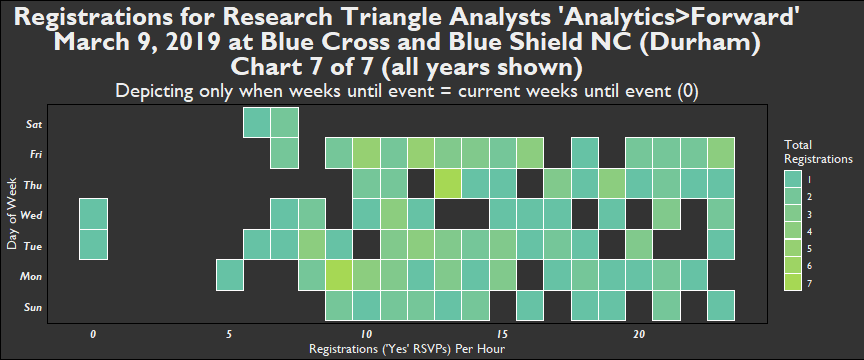 Registrations for Research Triangle Analysts 'Analytics>Forward'
March 9, 2019 at Blue Cross and Blue Shield NC (Durham)
Chart 7 of 7 (all years shown)
Depicting only when weeks until event = current weeks until event (0)
Day of Week
Sat
Fri
Thu
Wed
Tue
Mon
Sun
0
5
10
15
20
Registrations ('Yes' RSVPs) Per Hour
Total
Registrations
1
2
3
4
5
6
7